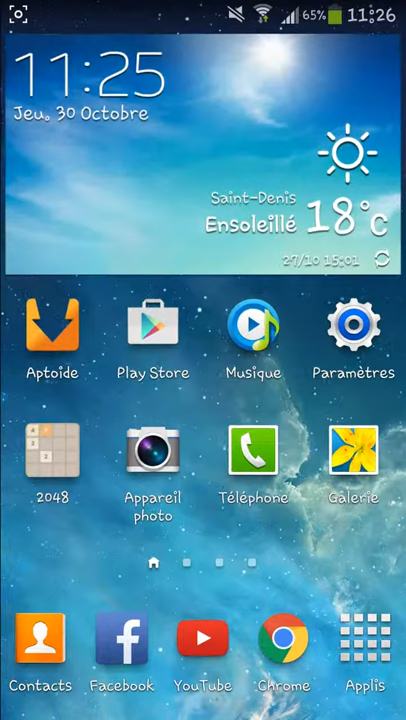 65% 11:26
11:25
Jeu. 30 Octobre
Saint-Denis
Ensoleillé 18°C
27/10 15:01
Aptoide Play Store Musique Paramètres
2048 Appareil photo Téléphone Galerie
Contacts Facebook YouTube Chrome Applis